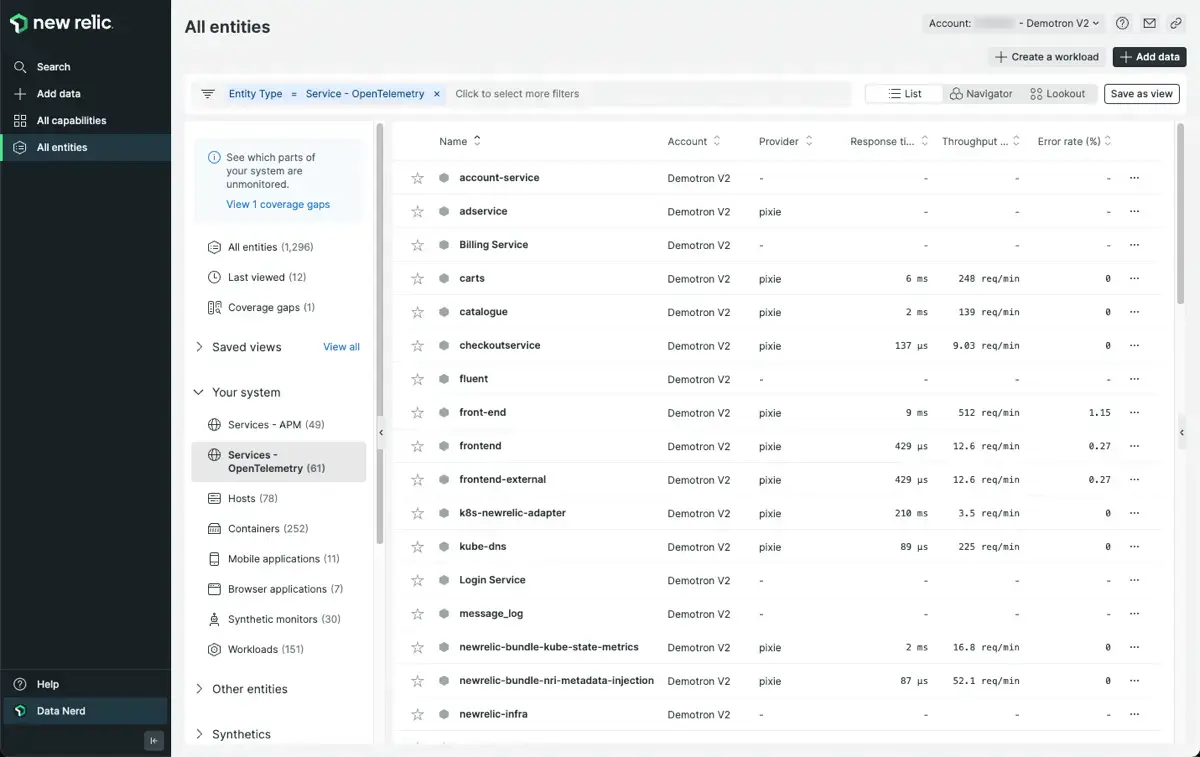 new relic.
Search
Add data
All capabilities
All entities
Help
Data Nerd
All entities
Account: - Demotron V2
Create a workload
Add data
Entity Type = Service - OpenTelemetry × Click to select more filters
List Navigator Lookout Save as view
See which parts of
your system are
unmonitored.
View 1 coverage gaps
All entities (1,296)
Last viewed (12)
Coverage gaps (1)
Saved views View all
Your system
Services - APM (49)
Services -
OpenTelemetry (61)
Hosts (78)
Containers (252)
Mobile applications (11)
Browser applications (7)
Synthetic monitors (30)
Workloads (151)
Other entities
Synthetics
Name Account Provider Response ti... Throughput ... Error rate (%)
account-service Demotron V2 - - - -
adservice Demotron V2 pixie - - -
Billing Service Demotron V2 - - - -
carts Demotron V2 pixie 6 ms 248 req/min 0
catalogue Demotron V2 pixie 2 ms 139 req/min 0
checkoutservice Demotron V2 pixie 137 µs 9.03 req/min 0
fluent Demotron V2 - - - -
front-end Demotron V2 pixie 9 ms 512 req/min 1.15
frontend Demotron V2 pixie 429 µs 12.6 req/min 0.27
frontend-external Demotron V2 pixie 429 µs 12.6 req/min 0.27
k8s-newrelic-adapter Demotron V2 pixie 210 ms 3.5 req/min 0
kube-dns Demotron V2 pixie 89 µs 225 req/min 0
Login Service Demotron V2 - - - -
message_log Demotron V2 - - - -
newrelic-bundle-kube-state-metrics Demotron V2 pixie 2 ms 16.8 req/min 0
newrelic-bundle-nri-metadata-injection Demotron V2 pixie 87 µs 52.1 req/min 0
newrelic-infra Demotron V2 - - - -